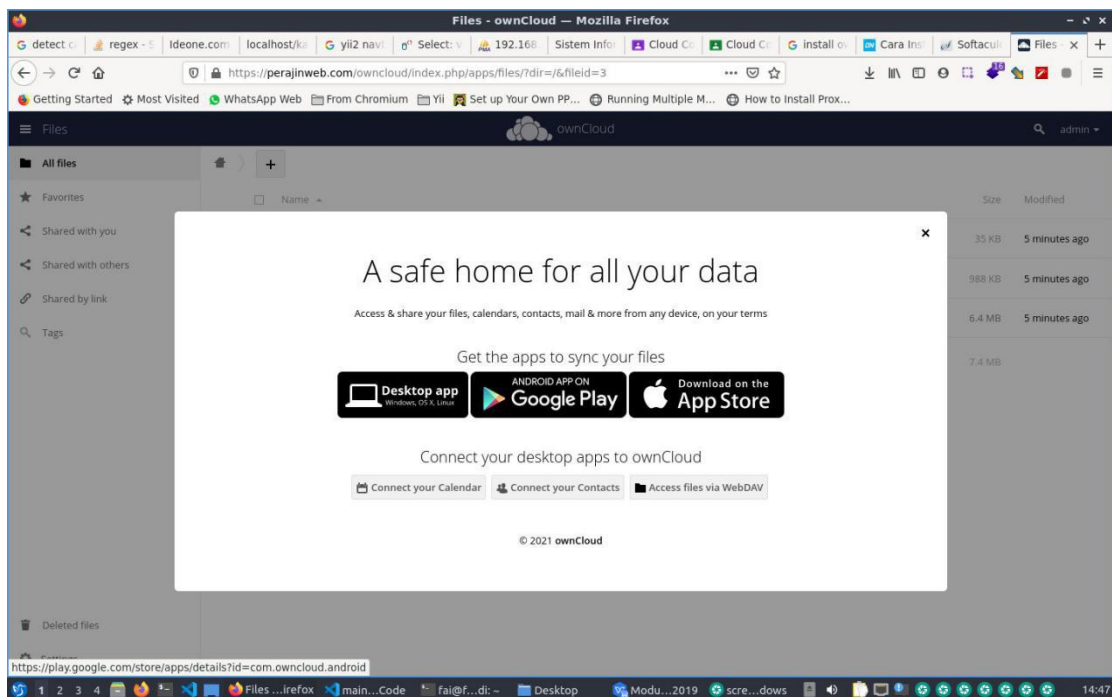 Files - ownCloud — Mozilla Firefox
detect c
regex - S
Ideone.com
localhost/ka
yii2 navb
Select: v
192.168.
Sistem Infor
Cloud Co
Cloud Co
install ow
Cara Ins
Softacul
Files -
https://perajinweb.com/owncloud/index.php/apps/files/?dir=/&fileid=3
Getting Started
Most Visited
WhatsApp Web
From Chromium
Yii
Set up Your Own PP...
Running Multiple M...
How to Install Prox...
Files
ownCloud
admin
All files
Favorites
Shared with you
Shared with others
Shared by link
Tags
Name
Size
Modified
35 KB
5 minutes ago
988 KB
5 minutes ago
6.4 MB
5 minutes ago
7.4 MB
A safe home for all your data
Access & share your files, calendars, contacts, mail & more from any device, on your terms
Get the apps to sync your files
Desktop app
Windows, OS X, Linux
ANDROID APP ON
Google Play
Download on the
App Store
Connect your desktop apps to ownCloud
Connect your Calendar
Connect your Contacts
Access files via WebDAV
© 2021 ownCloud
Deleted files
Settings
https://play.google.com/store/apps/details?id=com.owncloud.android
1 2 3 4
Files ...irefox
main...Code
fai@f...di: ~
Desktop
Modu...2019
scre...dows
14:47